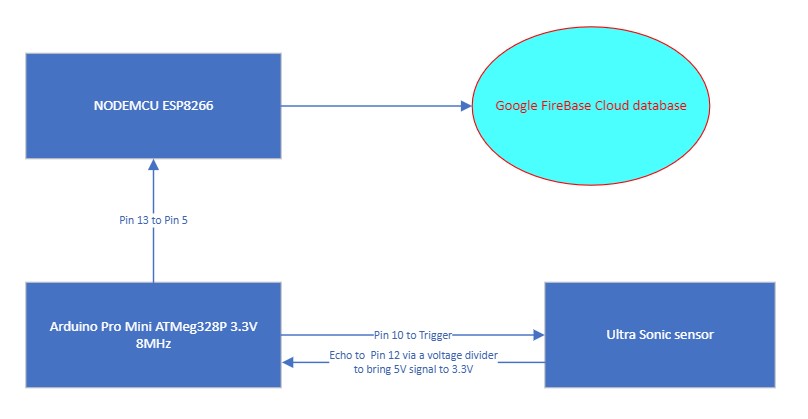 NODEMCU ESP8266
Google FireBase Cloud database
Pin 13 to Pin 5
Arduino Pro Mini ATMeg328P 3.3V
8MHz
Pin 10 to Trigger
Echo to Pin 12 via a voltage divider
to bring 5V signal to 3.3V
Ultra Sonic sensor